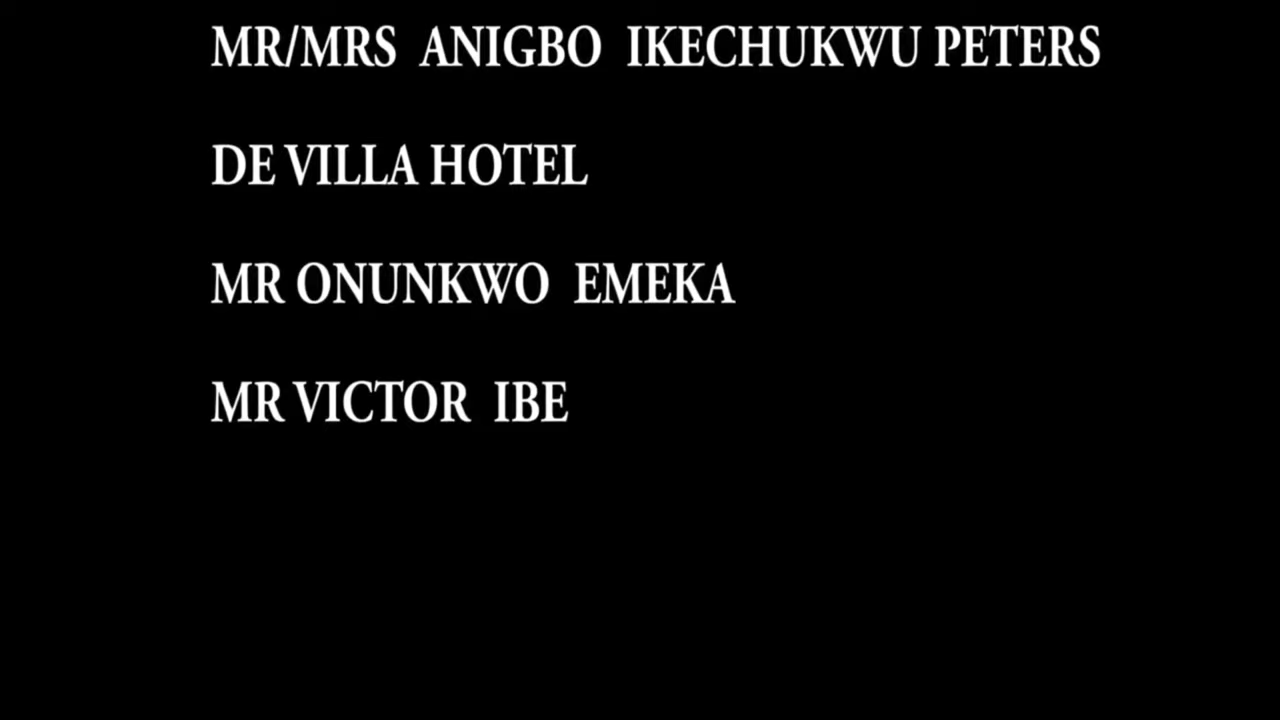 MR/MRS ANIGBO IKECHUKWU PETERS
DE VILLA HOTEL
MR ONUNKWO EMEKA
MR VICTOR IBE